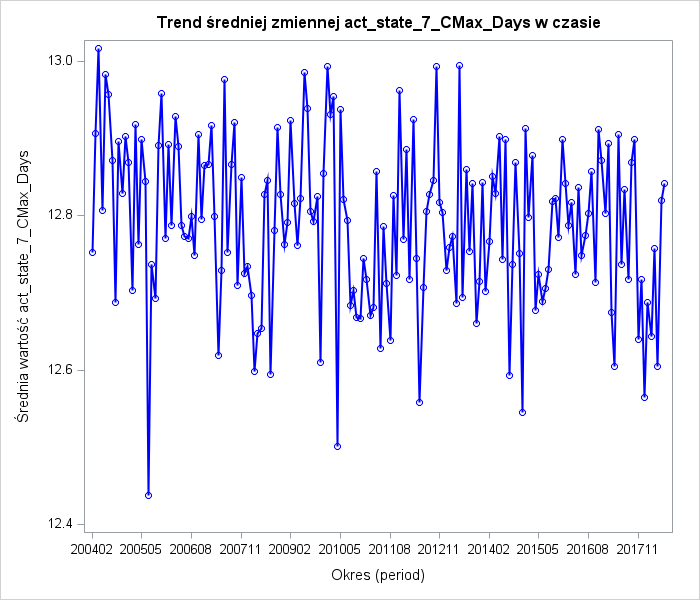 Trend średniej zmiennej act_state_7_CMax_Days w czasie
Średnia wartość act_state_7_CMax_Days
13.0
12.8
12.6
12.4
200402 200505 200608 200711 200902 201005 201108 201211 201402 201505 201608 201711
Okres (period)